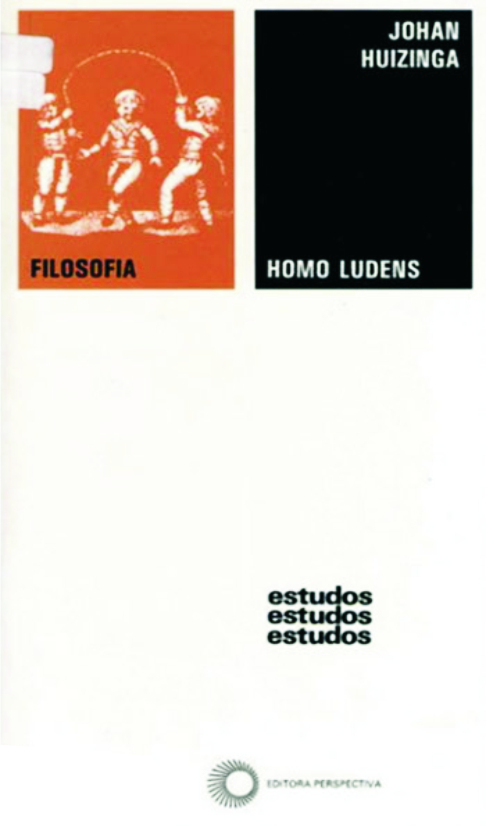 JOHAN
HUIZINGA
FILOSOFIA
HOMO LUDENS
estudos
estudos
estudos
EDITORA PERSPECTIVA